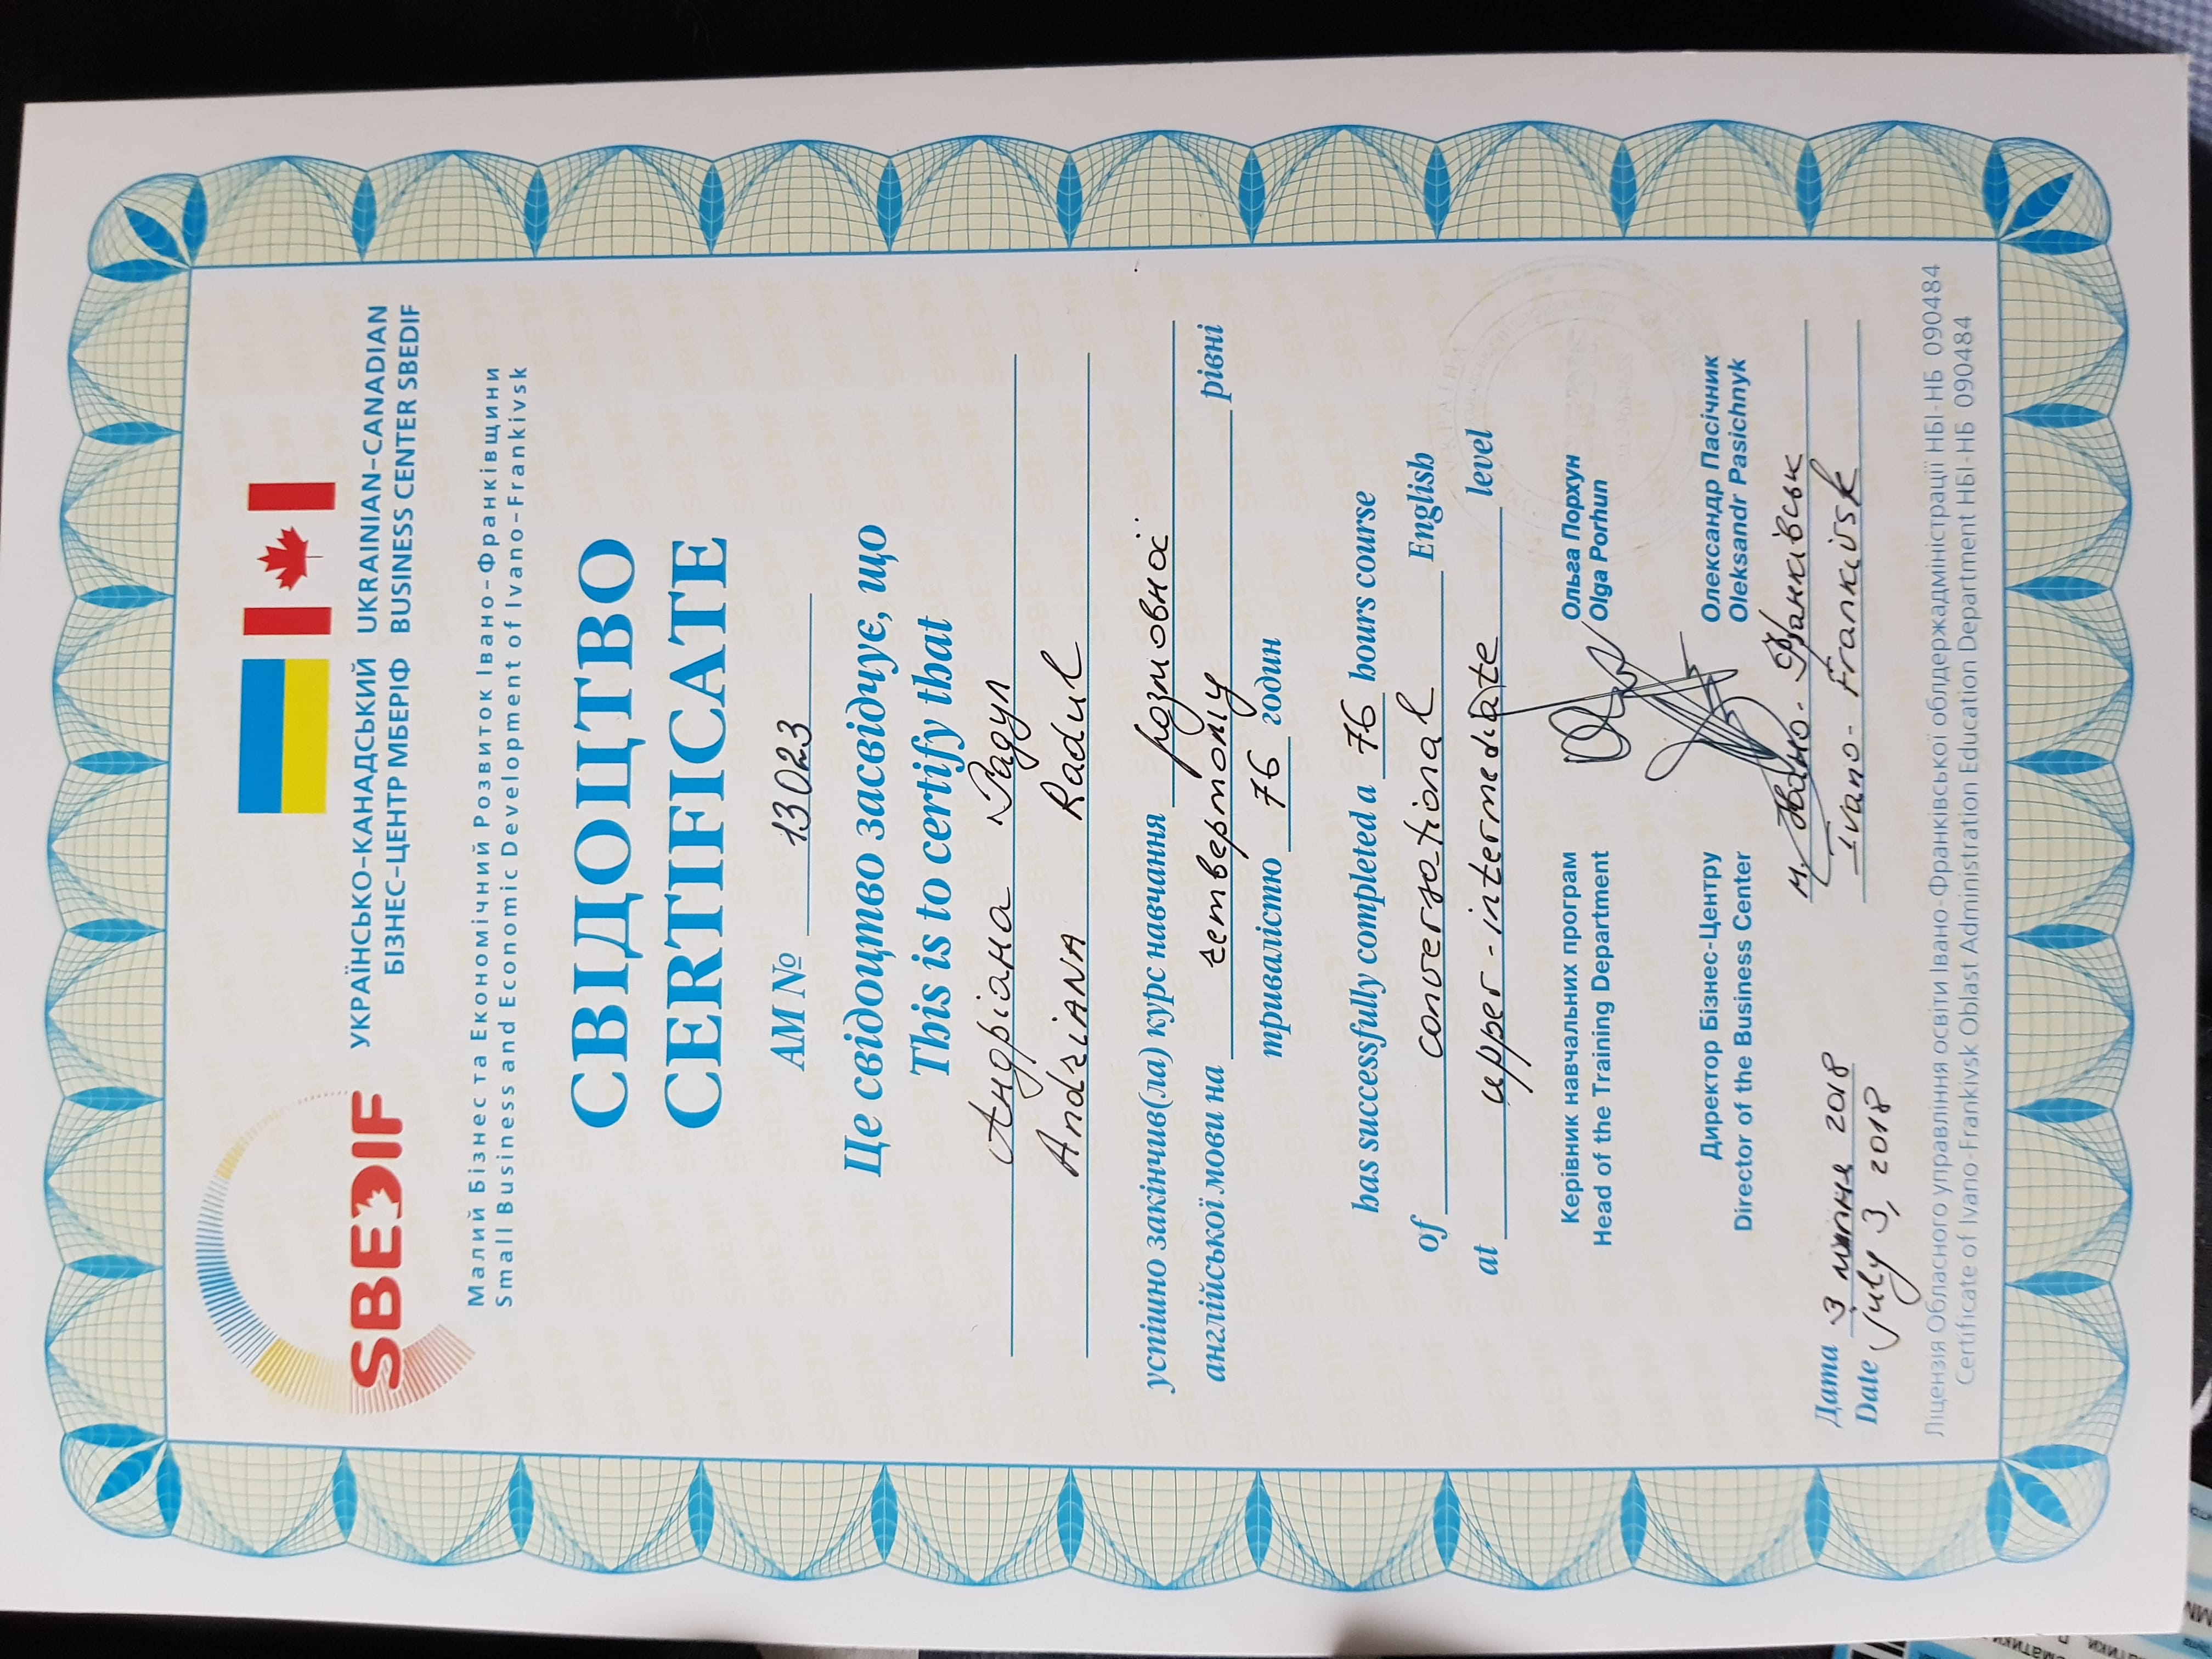 SBEDIF
УКРАЇНСЬКО-КАНАДСЬКИЙ
БІЗНЕС-ЦЕНТР МБЕРІФ
UKRAINIAN-CANADIAN
BUSINESS CENTER SBEDIF
Малий Бізнес та Економічний Розвиток Івано-Франківщини
Small Business and Economic Development of Ivano-Frankivsk
СВІДОЦТВО
CERTIFICATE
АМ № 13023
Це свідоцтво засвідчує, що
This is to certify that
Андріана Радул
Andriana Radul
успішно закінчив(ла) курс навчання розмовної
англійської мови на четвертому рівні
тривалістю 76 годин
has successfully completed a 76 hours course
of conversational English
at upper-intermediate level
Керівник навчальних програм Ольга Порхун
Head of the Training Department Olga Porhun
Директор Бізнес-Центру Олександр Пасічник
Director of the Business Center Oleksandr Pasichnyk
Дата 3 липня 2018 м. Івано-Франківськ
Date july 3, 2018 Ivano-Frankivsk
Ліцензія Обласного управління освіти Івано-Франківської облдержадміністрації НБІ-НБ 090484
Certificate of Ivano-Frankivsk Oblast Administration Education Department НБІ-НБ 090484